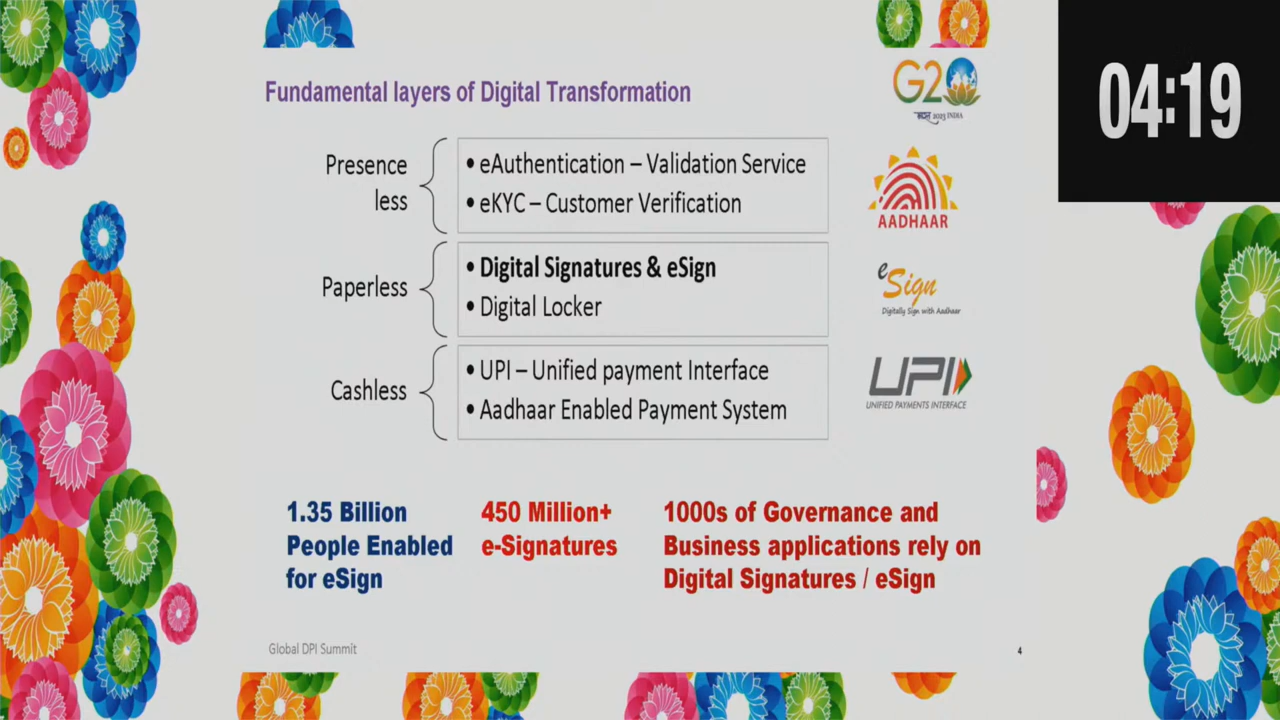 04:19
Fundamental layers of Digital Transformation
G20
2023 INDIA
Presence
less
• eAuthentication – Validation Service
• eKYC – Customer Verification
AADHAAR
Paperless
• Digital Signatures & eSign
• Digital Locker
eSign
Digitally Sign with Aadhaar
Cashless
• UPI – Unified payment Interface
• Aadhaar Enabled Payment System
UPI
UNIFIED PAYMENTS INTERFACE
1.35 Billion
People Enabled
for eSign
450 Million+
e-Signatures
1000s of Governance and
Business applications rely on
Digital Signatures / eSign
Global DPI Summit
4